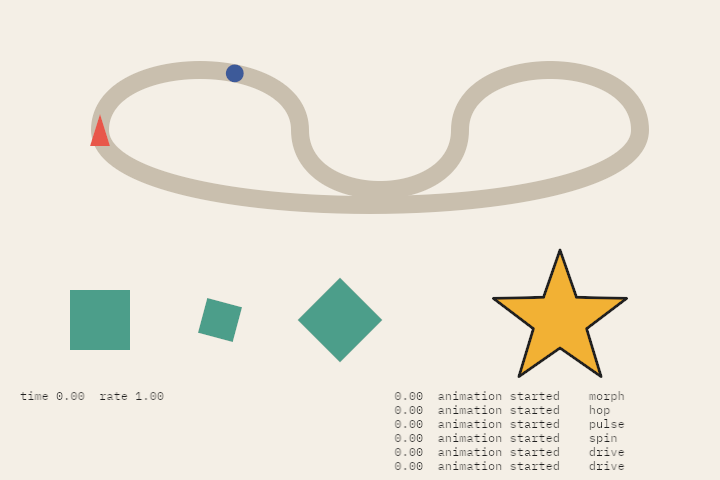 time 0.00  rate 1.00
0.00  animation started    morph
0.00  animation started    hop
0.00  animation started    pulse
0.00  animation started    spin
0.00  animation started    drive
0.00  animation started    drive